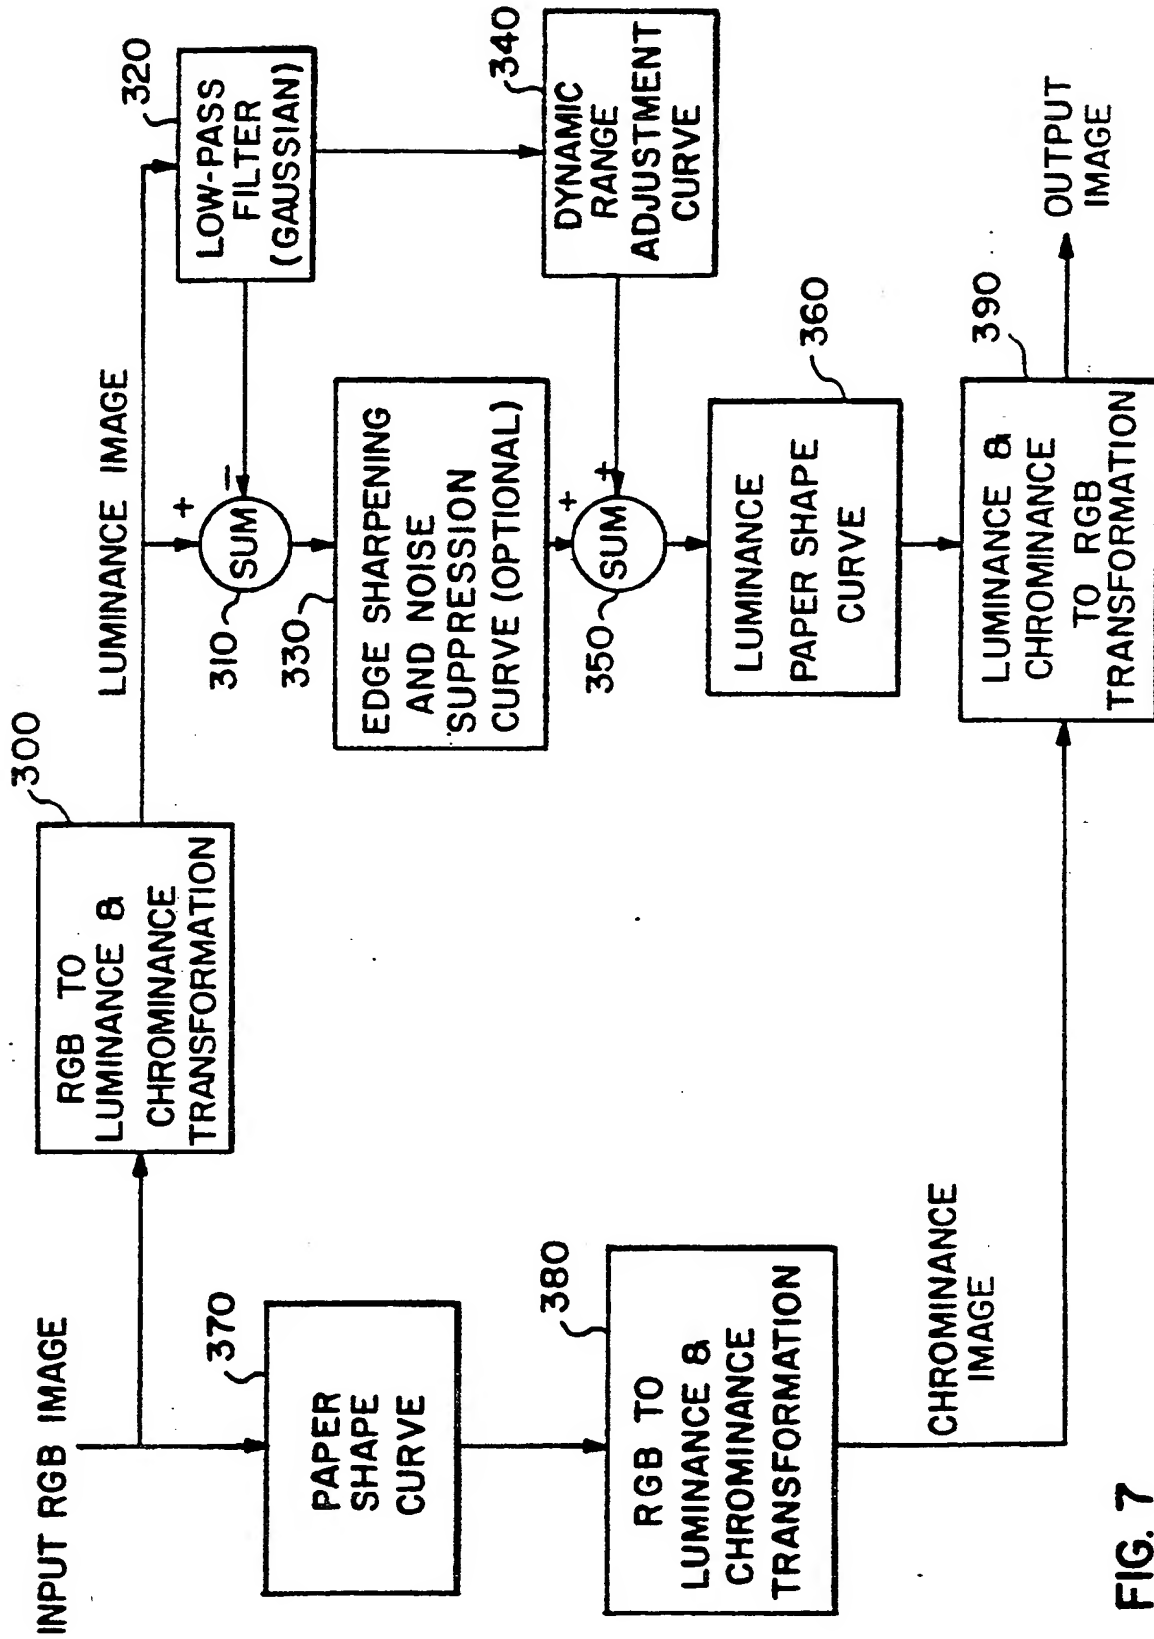 INPUT RGB IMAGE
300
RGB TO
LUMINANCE &
CHROMINANCE
TRANSFORMATION
LUMINANCE IMAGE
320
LOW-PASS
FILTER
(GAUSSIAN)
+
−
SUM
310
330
EDGE SHARPENING
AND NOISE
SUPPRESSION
CURVE (OPTIONAL)
340
DYNAMIC
RANGE
ADJUSTMENT
CURVE
+
+
SUM
350
360
LUMINANCE
PAPER SHAPE
CURVE
370
PAPER
SHAPE
CURVE
380
RGB TO
LUMINANCE &
CHROMINANCE
TRANSFORMATION
CHROMINANCE
IMAGE
390
LUMINANCE &
CHROMINANCE
TO RGB
TRANSFORMATION
OUTPUT
IMAGE
FIG. 7